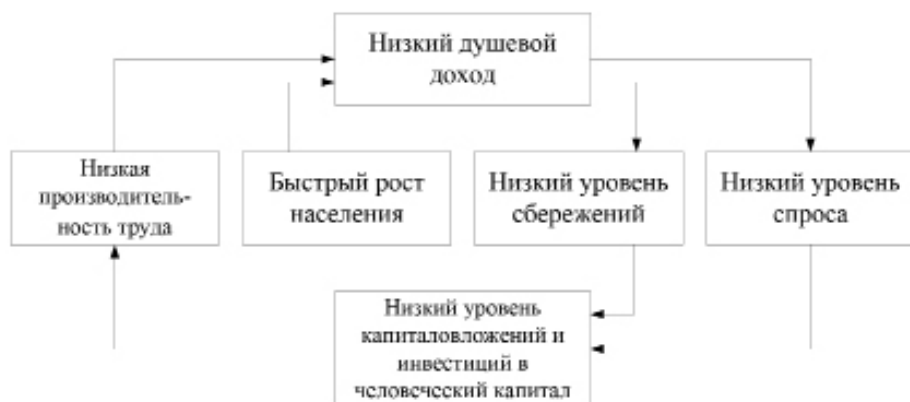 Низкий душевой
доход
Низкая
производитель-
ность труда
Быстрый рост
населения
Низкий уровень
сбережений
Низкий уровень
спроса
Низкий уровень
капиталовложений и
инвестиций в
человеческий капитал